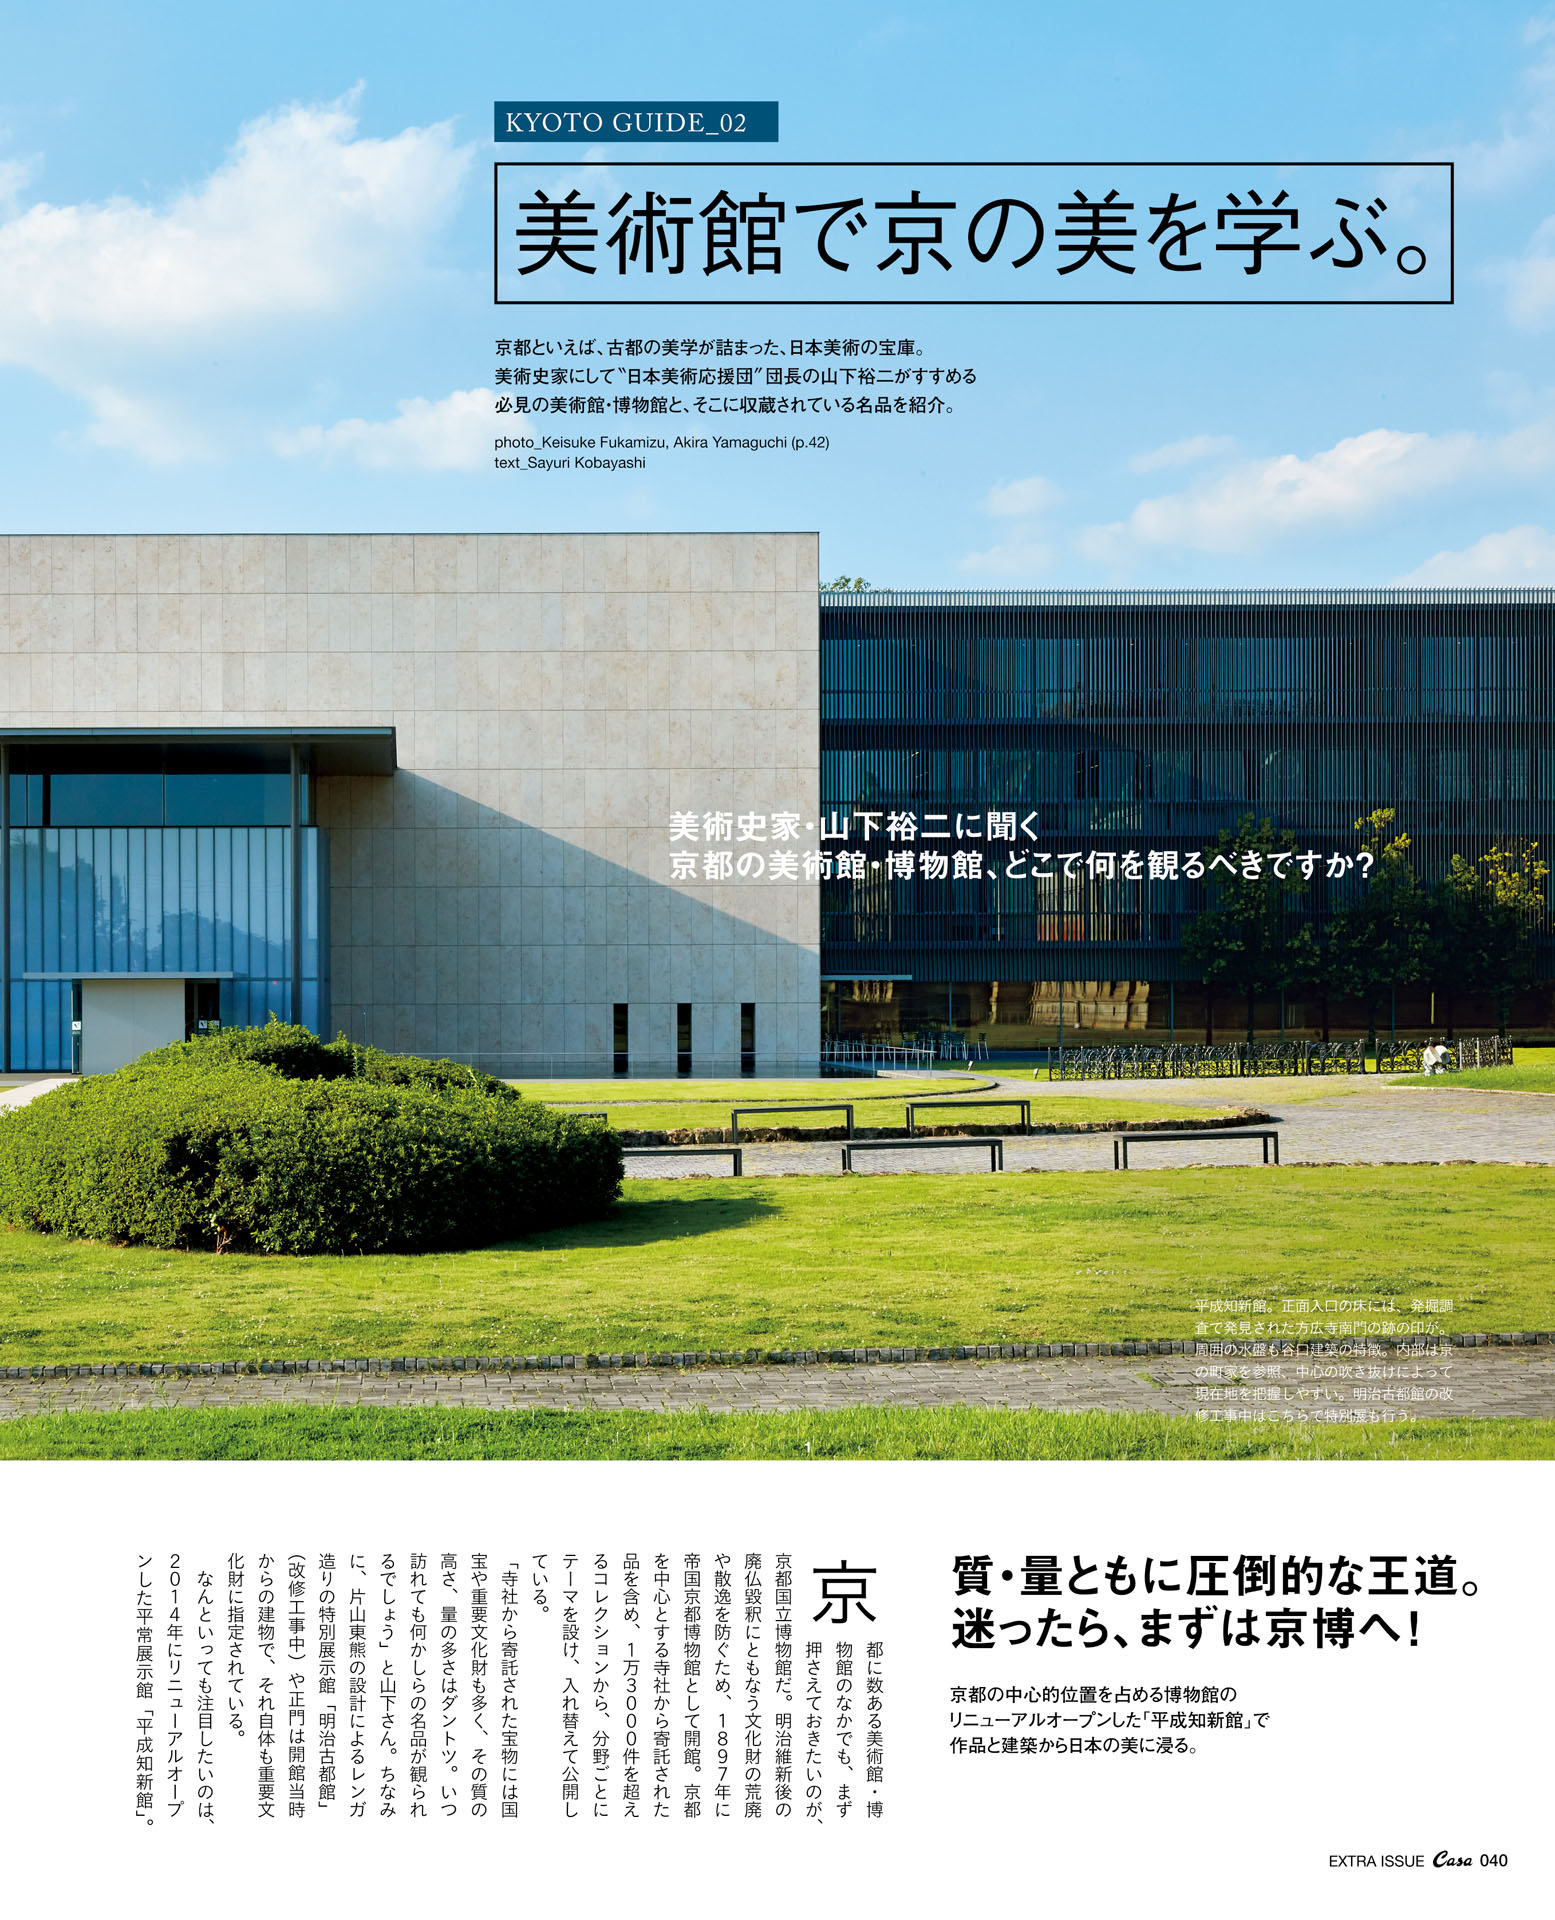 KYOTO GUIDE_02
美術館で京の美を学ぶ。
京都といえば、古都の美学が詰まった、日本美術の宝庫。
美術史家にして〝日本美術応援団〟団長の山下裕二がすすめる
必見の美術館・博物館と、そこに収蔵されている名品を紹介。
photo_Keisuke Fukamizu, Akira Yamaguchi (p.42)
text_Sayuri Kobayashi
美術史家・山下裕二に聞く
京都の美術館・博物館、どこで何を観るべきですか?
平成知新館。正面入口の床には、発掘調
査で発見された方広寺南門の跡の印が。
周囲の水盤も谷口建築の特徴。内部は京
の町家を参照、中心の吹き抜けによって
現在地を把握しやすい。明治古都館の改
修工事中はこちらで特別展も行う。
1
質・量ともに圧倒的な王道。
迷ったら、まずは京博へ!
京都の中心的位置を占める博物館の
リニューアルオープンした「平成知新館」で
作品と建築から日本の美に浸る。
京都に数ある美術館・博
物館のなかでも、まず
押さえておきたいのが、
京都国立博物館だ。明治維新後の
廃仏毀釈にともなう文化財の荒廃
や散逸を防ぐため、1897年に
帝国京都博物館として開館。京都
を中心とする寺社から寄託された
品を含め、1万3000件を超え
るコレクションから、分野ごとに
テーマを設け、入れ替えて公開し
ている。
「寺社から寄託された宝物には国
宝や重要文化財も多く、その質の
高さ、量の多さはダントツ。いつ
訪れても何かしらの名品が観られ
るでしょう」と山下さん。ちなみ
に、片山東熊の設計によるレンガ
造りの特別展示館「明治古都館」
(改修工事中)や正門は開館当時
からの建物で、それ自体も重要文
化財に指定されている。
なんといっても注目したいのは、
2014年にリニューアルオープ
ンした平常展示館「平成知新館」。
EXTRA ISSUE Casa 040